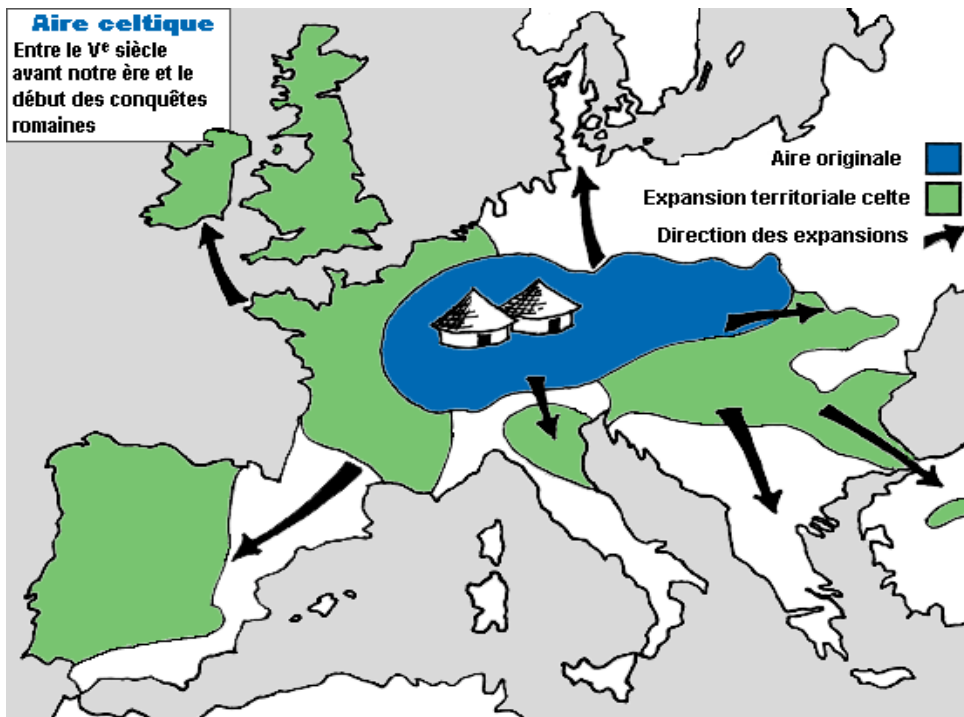 Aire celtique
Entre le Ve siècle
avant notre ère et le
début des conquêtes
romaines
Aire originale
Expansion territoriale celte
Direction des expansions